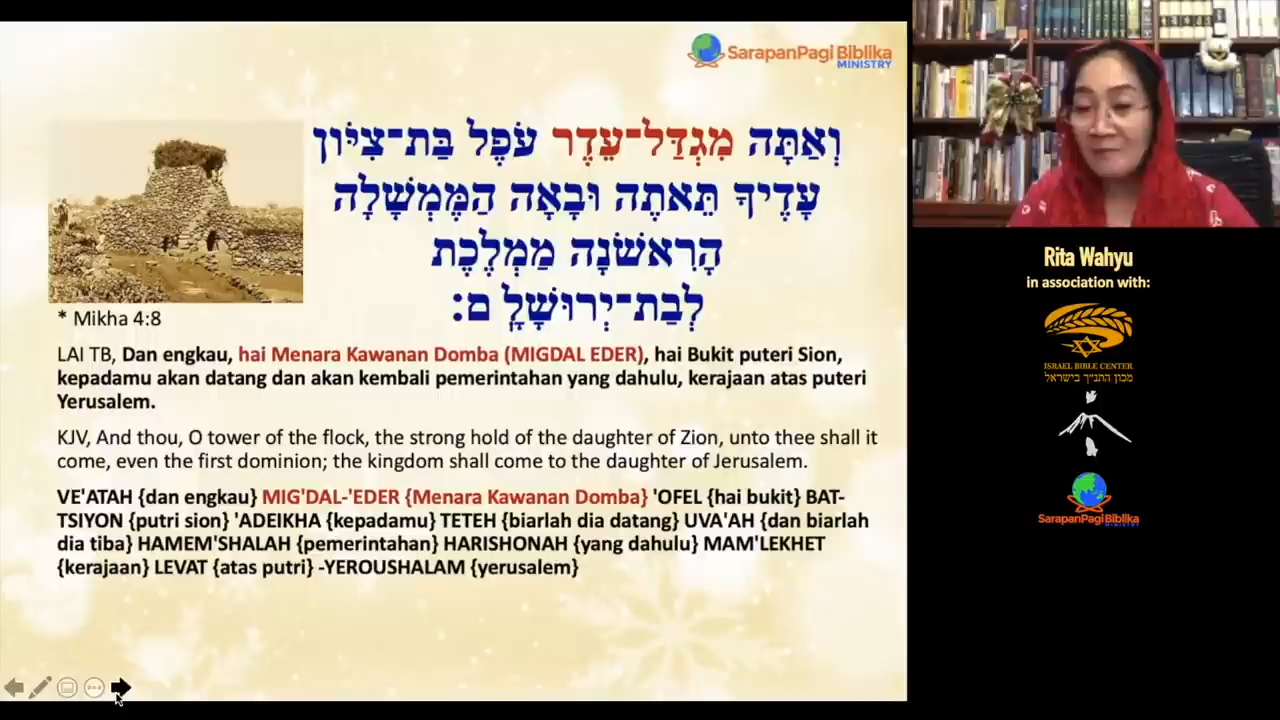 SarapanPagi Biblika
MINISTRY
וְאַתָּה מִגְדַּל־עֵדֶר עֹפֶל בַּת־צִיּוֹן
עָדֶיךָ תֵּאתֶה וּבָאָה הַמֶּמְשָׁלָה
הָרִאשֹׁנָה מַמְלֶכֶת
לְבַת־יְרוּשָׁלִָ ם׃
* Mikha 4:8
LAI TB, Dan engkau, hai Menara Kawanan Domba (MIGDAL EDER), hai Bukit puteri Sion,
kepadamu akan datang dan akan kembali pemerintahan yang dahulu, kerajaan atas puteri
Yerusalem.
KJV, And thou, O tower of the flock, the strong hold of the daughter of Zion, unto thee shall it
come, even the first dominion; the kingdom shall come to the daughter of Jerusalem.
VE'ATAH {dan engkau} MIG'DAL-'EDER {Menara Kawanan Domba} 'OFEL {hai bukit} BAT-
TSIYON {putri sion} 'ADEIKHA {kepadamu} TETEH {biarlah dia datang} UVA'AH {dan biarlah
dia tiba} HAMEM'SHALAH {pemerintahan} HARISHONAH {yang dahulu} MAM'LEKHET
{kerajaan} LEVAT {atas putri} -YEROUSHALAM {yerusalem}
Rita Wahyu
in association with:
ISRAEL BIBLE CENTER
מכון התנ״ך בישראל
SarapanPagi Biblika
MINISTRY